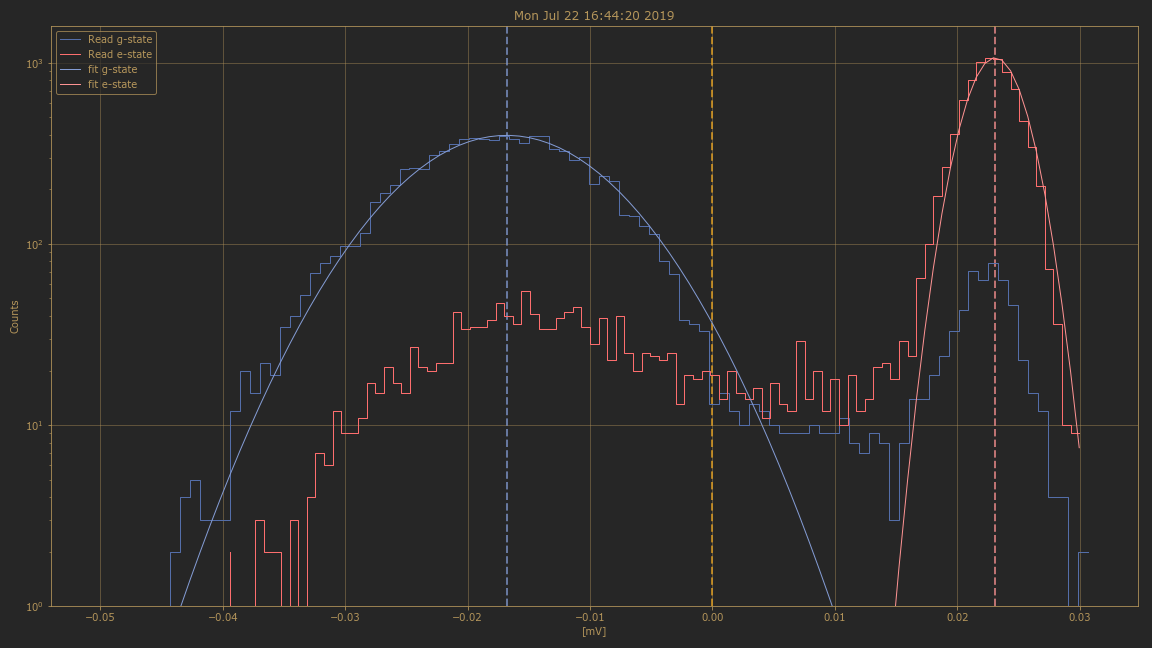 Mon Jul 22 16:44:20 2019
Read g-state
Read e-state
fit g-state
fit e-state
10³
10²
10¹
10⁰
Counts
−0.05 −0.04 −0.03 −0.02 −0.01 0.00 0.01 0.02 0.03
[mV]